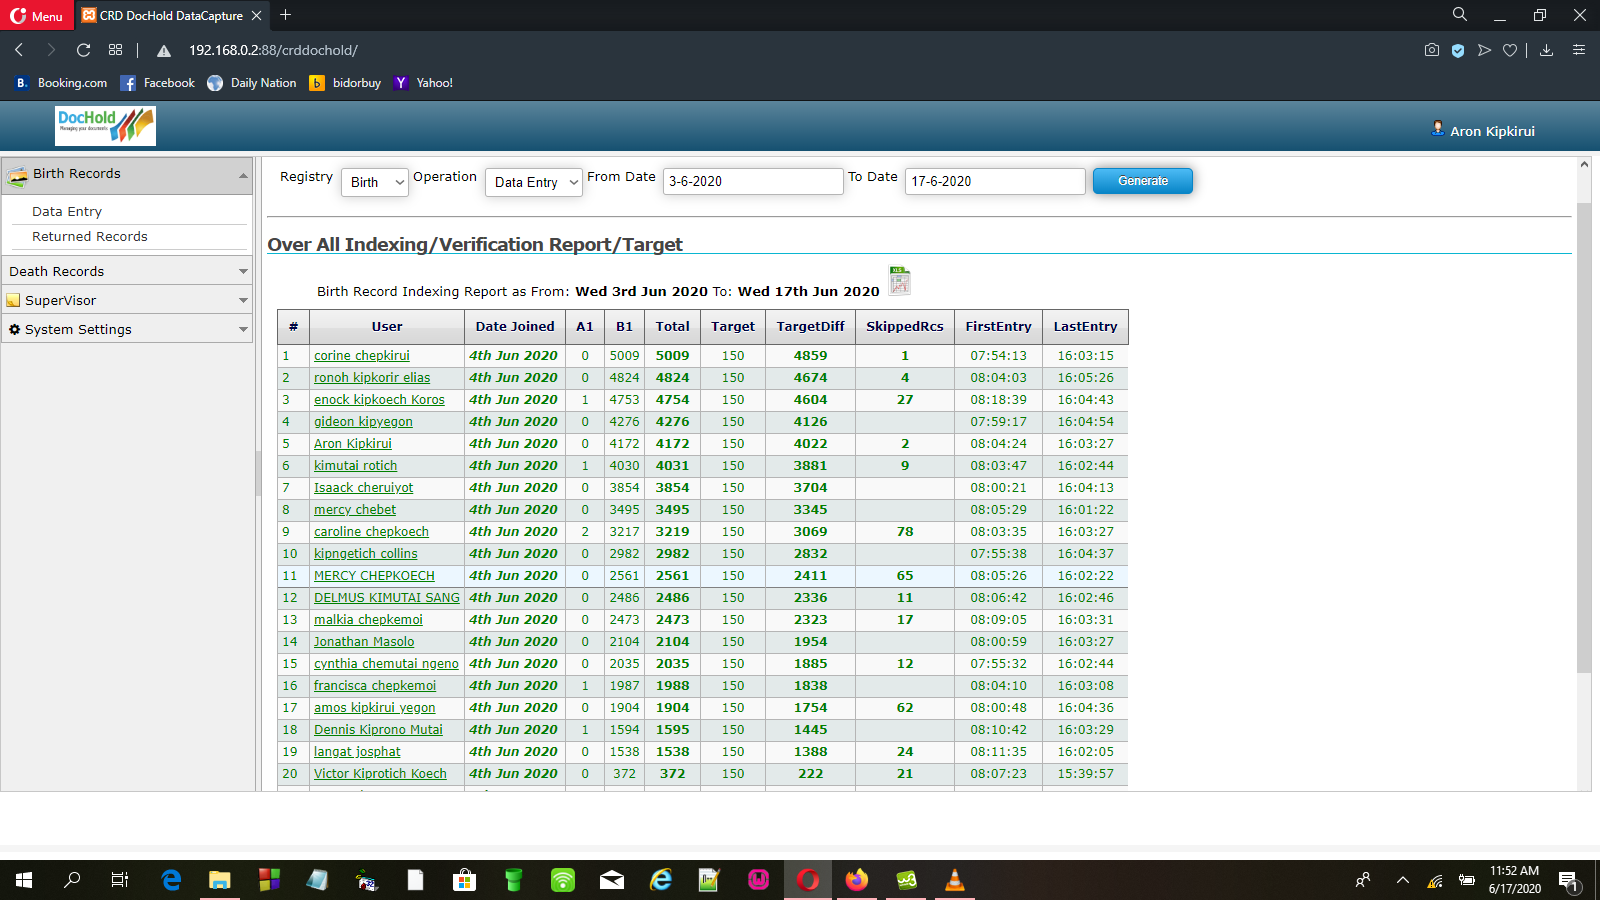 Menu
CRD DocHold DataCapture
192.168.0.2:88/crddochold/
B. Booking.com Facebook Daily Nation b bidorbuy Y Yahoo!
DocHold
Managing your documents
Aron Kipkirui
Birth Records
Data Entry
Returned Records
Death Records
SuperVisor
System Settings
Registry Birth Operation Data Entry From Date 3-6-2020 To Date 17-6-2020 Generate
Over All Indexing/Verification Report/Target
Birth Record Indexing Report as From: Wed 3rd Jun 2020 To: Wed 17th Jun 2020
XLS
# User Date Joined A1 B1 Total Target TargetDiff SkippedRcs FirstEntry LastEntry
1 corine chepkirui 4th Jun 2020 0 5009 5009 150 4859 1 07:54:13 16:03:15
2 ronoh kipkorir elias 4th Jun 2020 0 4824 4824 150 4674 4 08:04:03 16:05:26
3 enock kipkoech Koros 4th Jun 2020 1 4753 4754 150 4604 27 08:18:39 16:04:43
4 gideon kipyegon 4th Jun 2020 0 4276 4276 150 4126 07:59:17 16:04:54
5 Aron Kipkirui 4th Jun 2020 0 4172 4172 150 4022 2 08:04:24 16:03:27
6 kimutai rotich 4th Jun 2020 1 4030 4031 150 3881 9 08:03:47 16:02:44
7 Isaack cheruiyot 4th Jun 2020 0 3854 3854 150 3704 08:00:21 16:04:13
8 mercy chebet 4th Jun 2020 0 3495 3495 150 3345 08:05:29 16:01:22
9 caroline chepkoech 4th Jun 2020 2 3217 3219 150 3069 78 08:03:35 16:03:27
10 kipngetich collins 4th Jun 2020 0 2982 2982 150 2832 07:55:38 16:04:37
11 MERCY CHEPKOECH 4th Jun 2020 0 2561 2561 150 2411 65 08:05:26 16:02:22
12 DELMUS KIMUTAI SANG 4th Jun 2020 0 2486 2486 150 2336 11 08:06:42 16:02:46
13 malkia chepkemoi 4th Jun 2020 0 2473 2473 150 2323 17 08:09:05 16:03:31
14 Jonathan Masolo 4th Jun 2020 0 2104 2104 150 1954 08:00:59 16:03:27
15 cynthia chemutai ngeno 4th Jun 2020 0 2035 2035 150 1885 12 07:55:32 16:02:44
16 francisca chepkemoi 4th Jun 2020 1 1987 1988 150 1838 08:04:10 16:03:08
17 amos kipkirui yegon 4th Jun 2020 0 1904 1904 150 1754 62 08:00:48 16:04:36
18 Dennis Kiprono Mutai 4th Jun 2020 1 1594 1595 150 1445 08:10:42 16:03:29
19 langat josphat 4th Jun 2020 0 1538 1538 150 1388 24 08:11:35 16:02:05
20 Victor Kiprotich Koech 4th Jun 2020 0 372 372 150 222 21 08:07:23 15:39:57
11:52 AM
6/17/2020
1